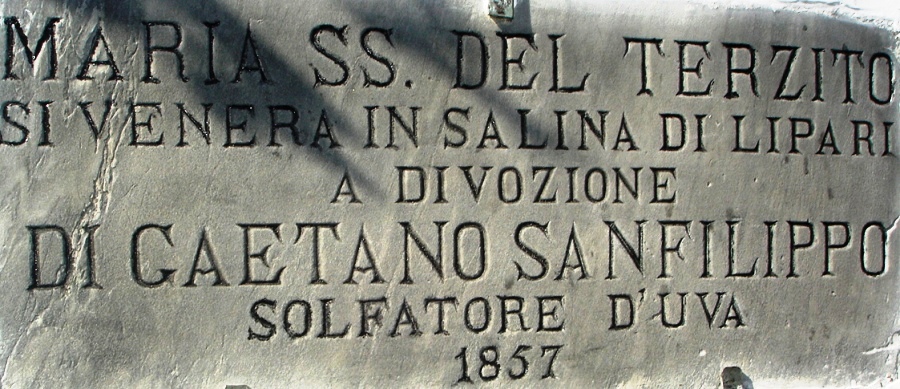 MARIA SS. DEL TERZITO
SI VENERA IN SALINA DI LIPARI
A DIVOZIONE
DI GAETANO SANFILIPPO
SOLFATORE D'UVA
1857